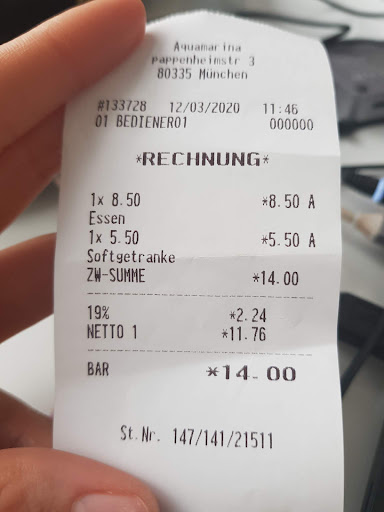 Aquamarina
pappenheimstr 3
80335 München
#133728 12/03/2020 11:46
01 BEDIENER01 000000
*RECHNUNG*
1x 8.50 *8.50 A
Essen
1x 5.50 *5.50 A
Softgetranke
ZW-SUMME *14.00
19% *2.24
NETTO 1 *11.76
BAR *14.00
St.Nr. 147/141/21511